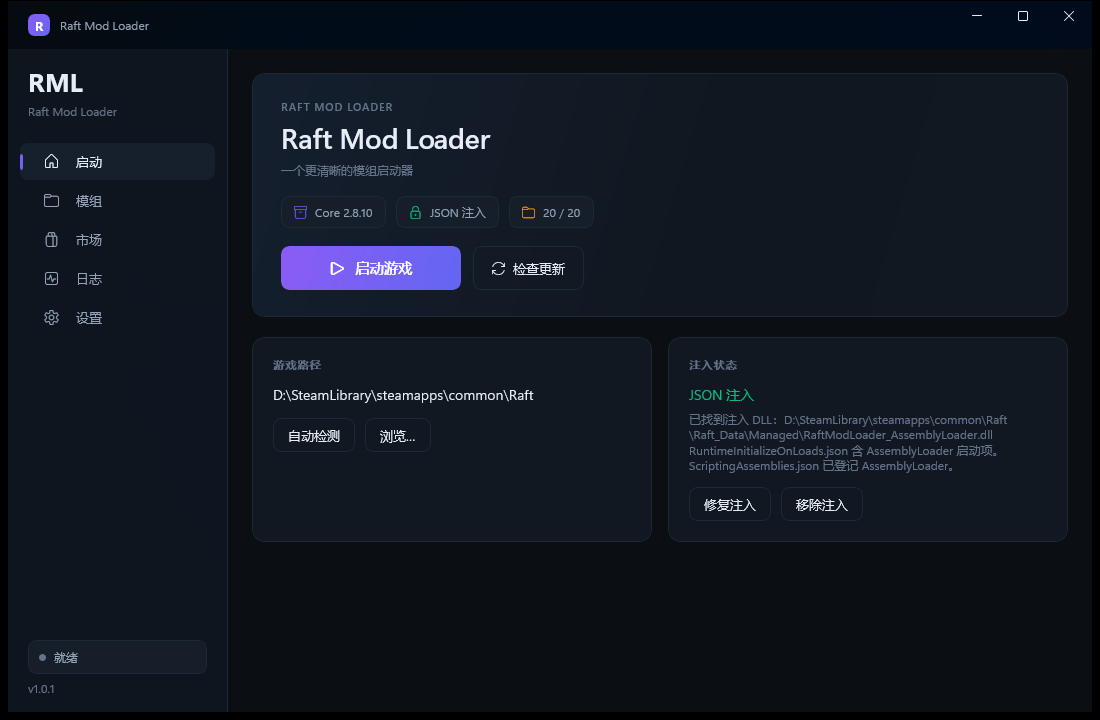 R Raft Mod Loader
RML
Raft Mod Loader
启动
模组
市场
日志
设置
就绪
v1.0.1
RAFT MOD LOADER
Raft Mod Loader
一个更清晰的模组启动器
Core 2.8.10
JSON 注入
20 / 20
启动游戏
检查更新
游戏路径
D:\SteamLibrary\steamapps\common\Raft
自动检测
浏览...
注入状态
JSON 注入
已找到注入 DLL：D:\SteamLibrary\steamapps\common\Raft
\Raft_Data\Managed\RaftModLoader_AssemblyLoader.dll
RuntimeInitializeOnLoads.json 含 AssemblyLoader 启动项。
ScriptingAssemblies.json 已登记 AssemblyLoader。
修复注入
移除注入